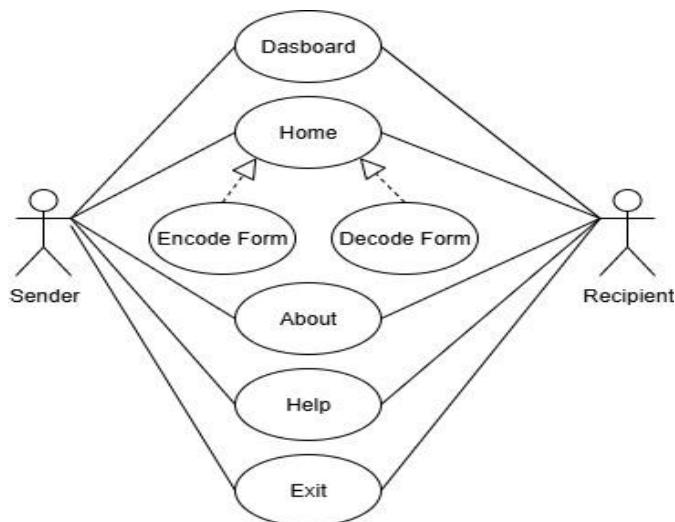 Dasboard
Home
Encode Form
Decode Form
Sender
Recipient
About
Help
Exit